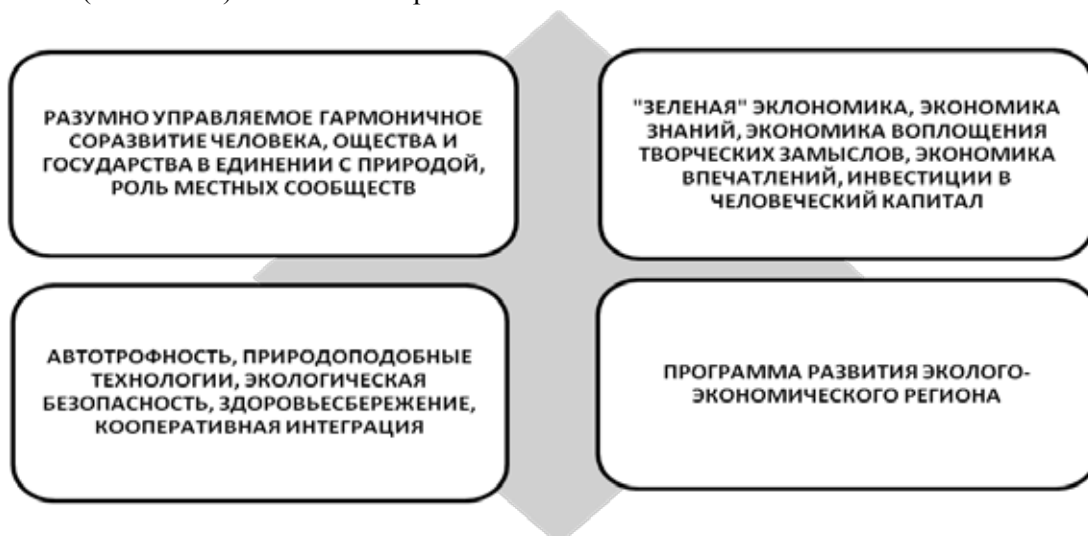 РАЗУМНО УПРАВЛЯЕМОЕ ГАРМОНИЧНОЕ
СОРАЗВИТИЕ ЧЕЛОВЕКА, ОЩЕСТВА И
ГОСУДАРСТВА В ЕДИНЕНИИ С ПРИРОДОЙ,
РОЛЬ МЕСТНЫХ СООБЩЕСТВ
"ЗЕЛЕНАЯ" ЭКЛОНОМИКА, ЭКОНОМИКА
ЗНАНИЙ, ЭКОНОМИКА ВОПЛОЩЕНИЯ
ТВОРЧЕСКИХ ЗАМЫСЛОВ, ЭКОНОМИКА
ВПЕЧАТЛЕНИЙ, ИНВЕСТИЦИИ В
ЧЕЛОВЕЧЕСКИЙ КАПИТАЛ
АВТОТРОФНОСТЬ, ПРИРОДОПОДОБНЫЕ
ТЕХНОЛОГИИ, ЭКОЛОГИЧЕСКАЯ
БЕЗОПАСНОСТЬ, ЗДОРОВЬЕСБЕРЕЖЕНИЕ,
КООПЕРАТИВНАЯ ИНТЕГРАЦИЯ
ПРОГРАММА РАЗВИТИЯ ЭКОЛОГО-
ЭКОНОМИЧЕСКОГО РЕГИОНА